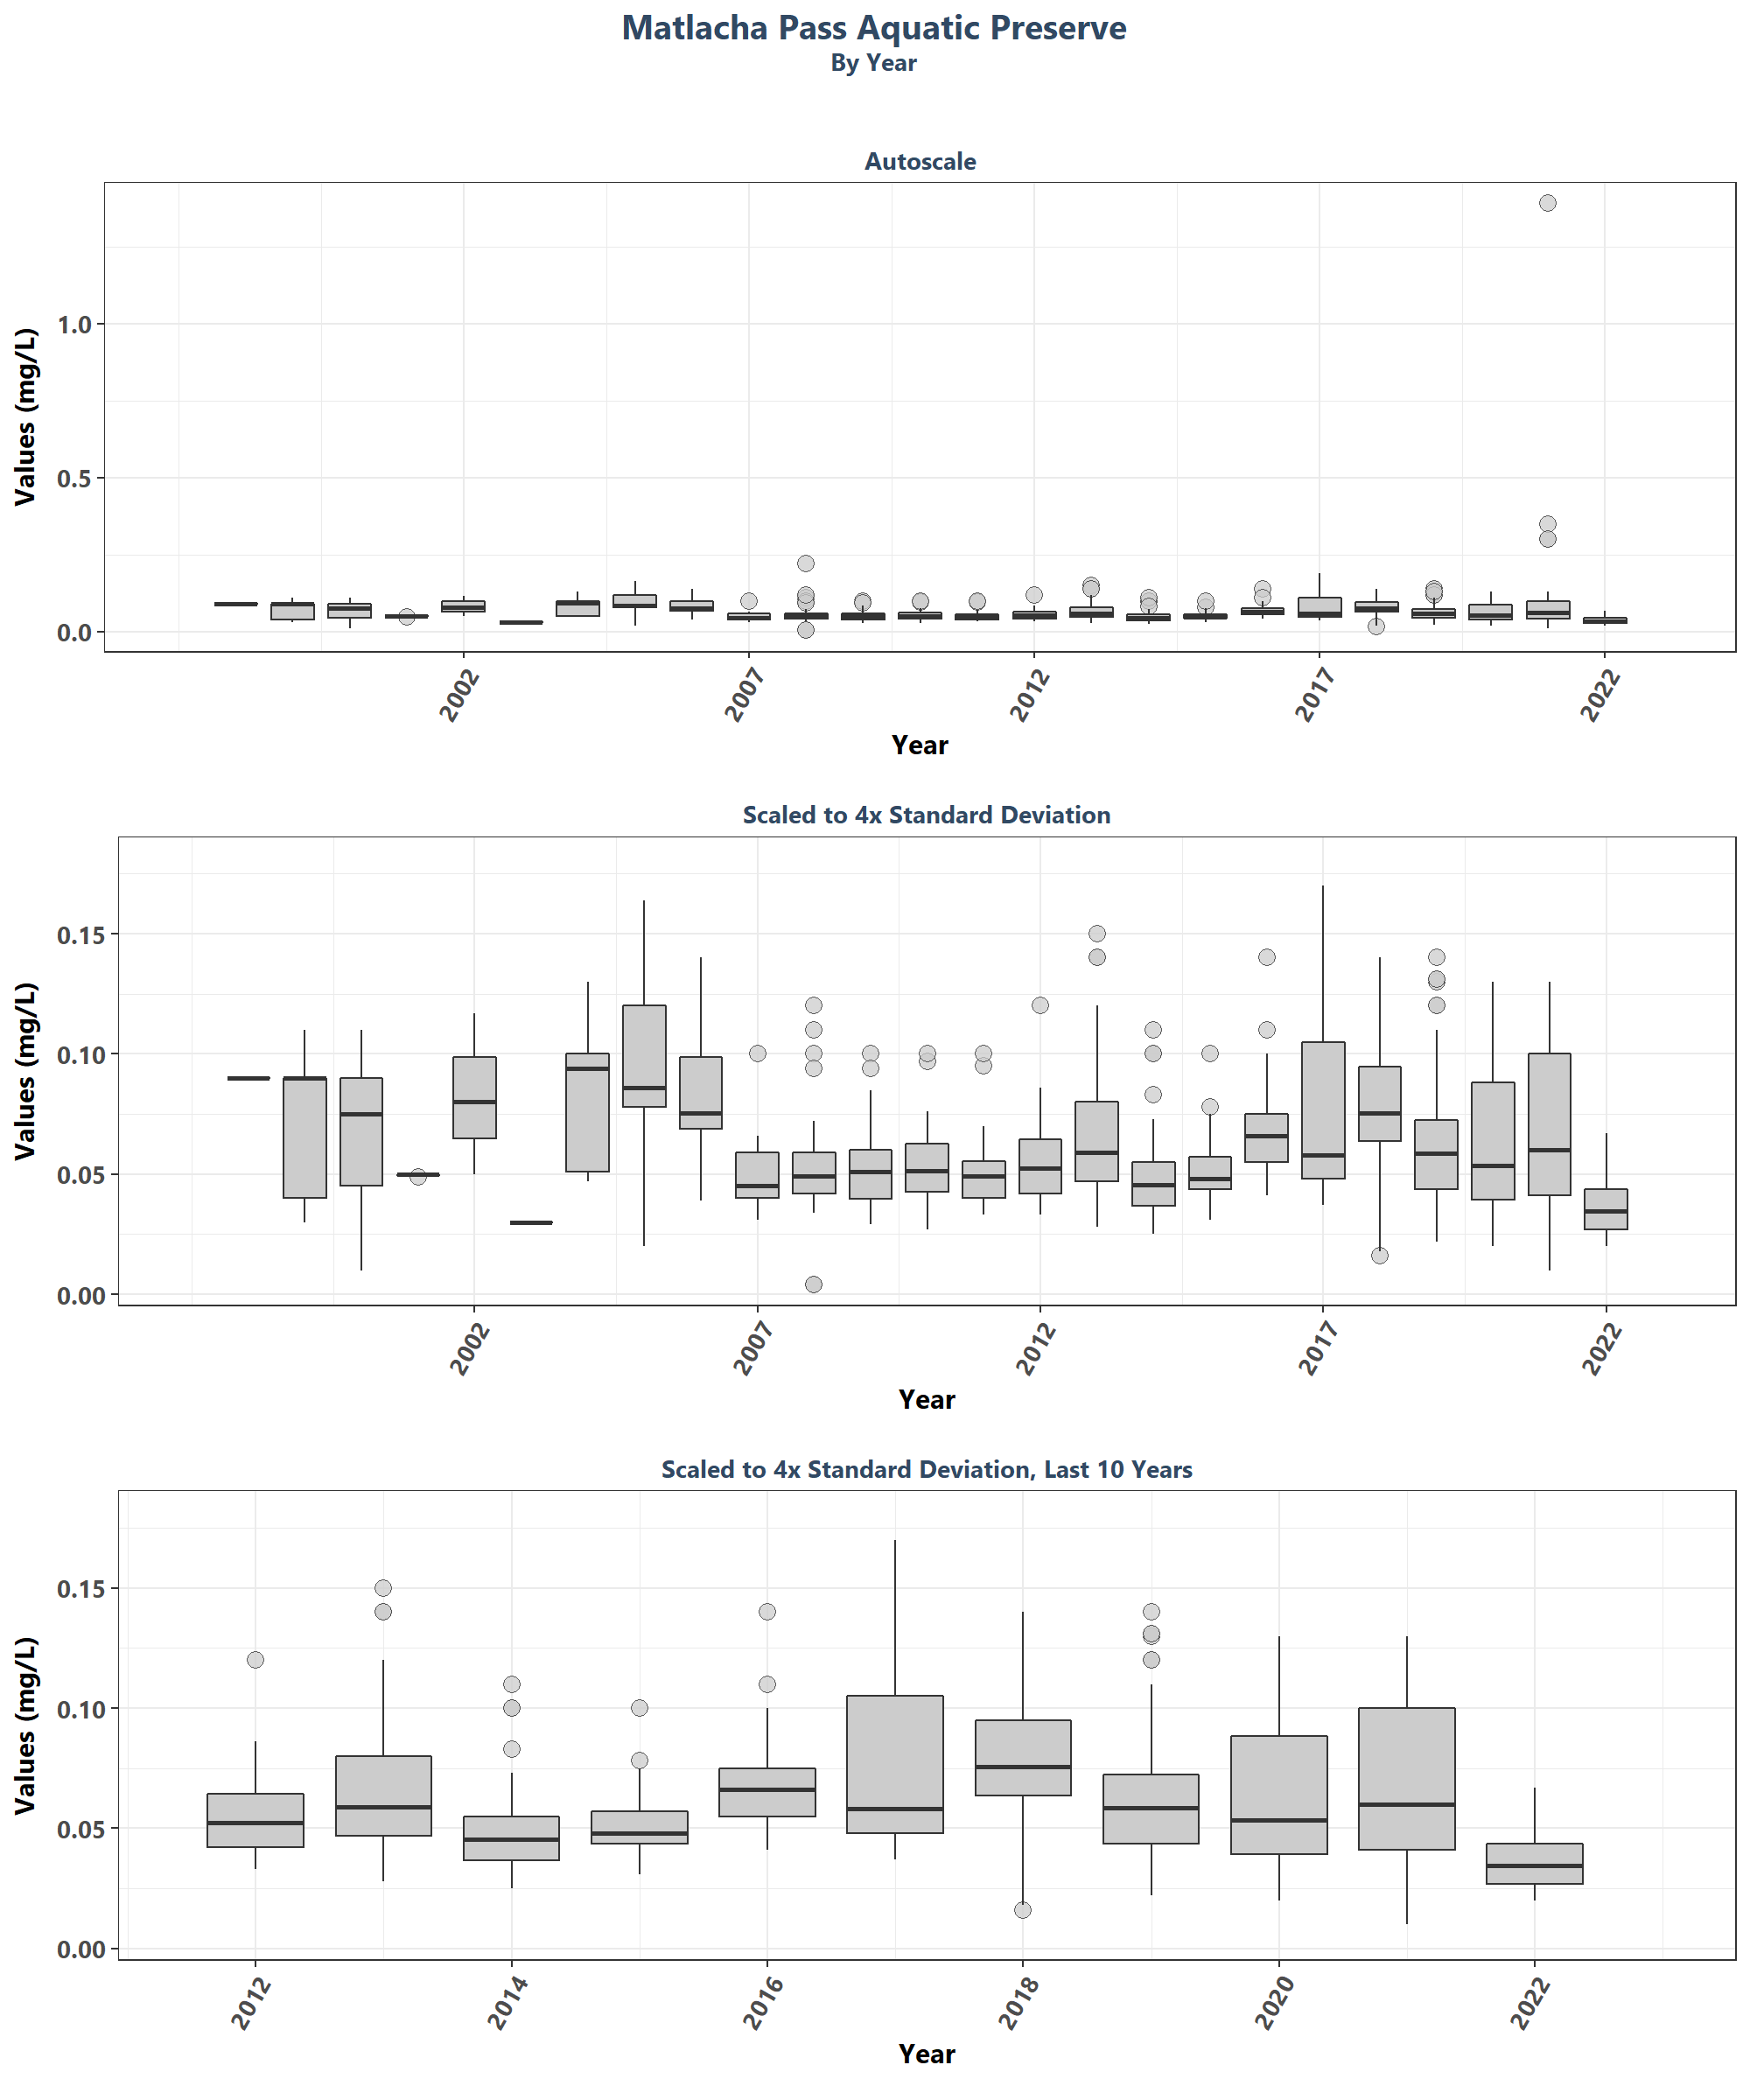 Matlacha Pass Aquatic Preserve
By Year
Autoscale
Values (mg/L)
1.0
0.5
0.0
2002 2007 2012 2017 2022
Year
Scaled to 4x Standard Deviation
Values (mg/L)
0.15
0.10
0.05
0.00
2002 2007 2012 2017 2022
Year
Scaled to 4x Standard Deviation, Last 10 Years
Values (mg/L)
0.15
0.10
0.05
0.00
2012 2014 2016 2018 2020 2022
Year